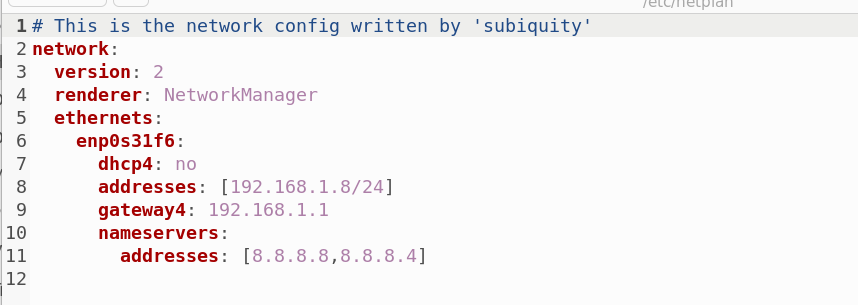 /etc/netplan
1 # This is the network config written by 'subiquity'
2 network:
3   version: 2
4   renderer: NetworkManager
5   ethernets:
6     enp0s31f6:
7       dhcp4: no
8       addresses: [192.168.1.8/24]
9       gateway4: 192.168.1.1
10       nameservers:
11         addresses: [8.8.8.8,8.8.8.4]
12